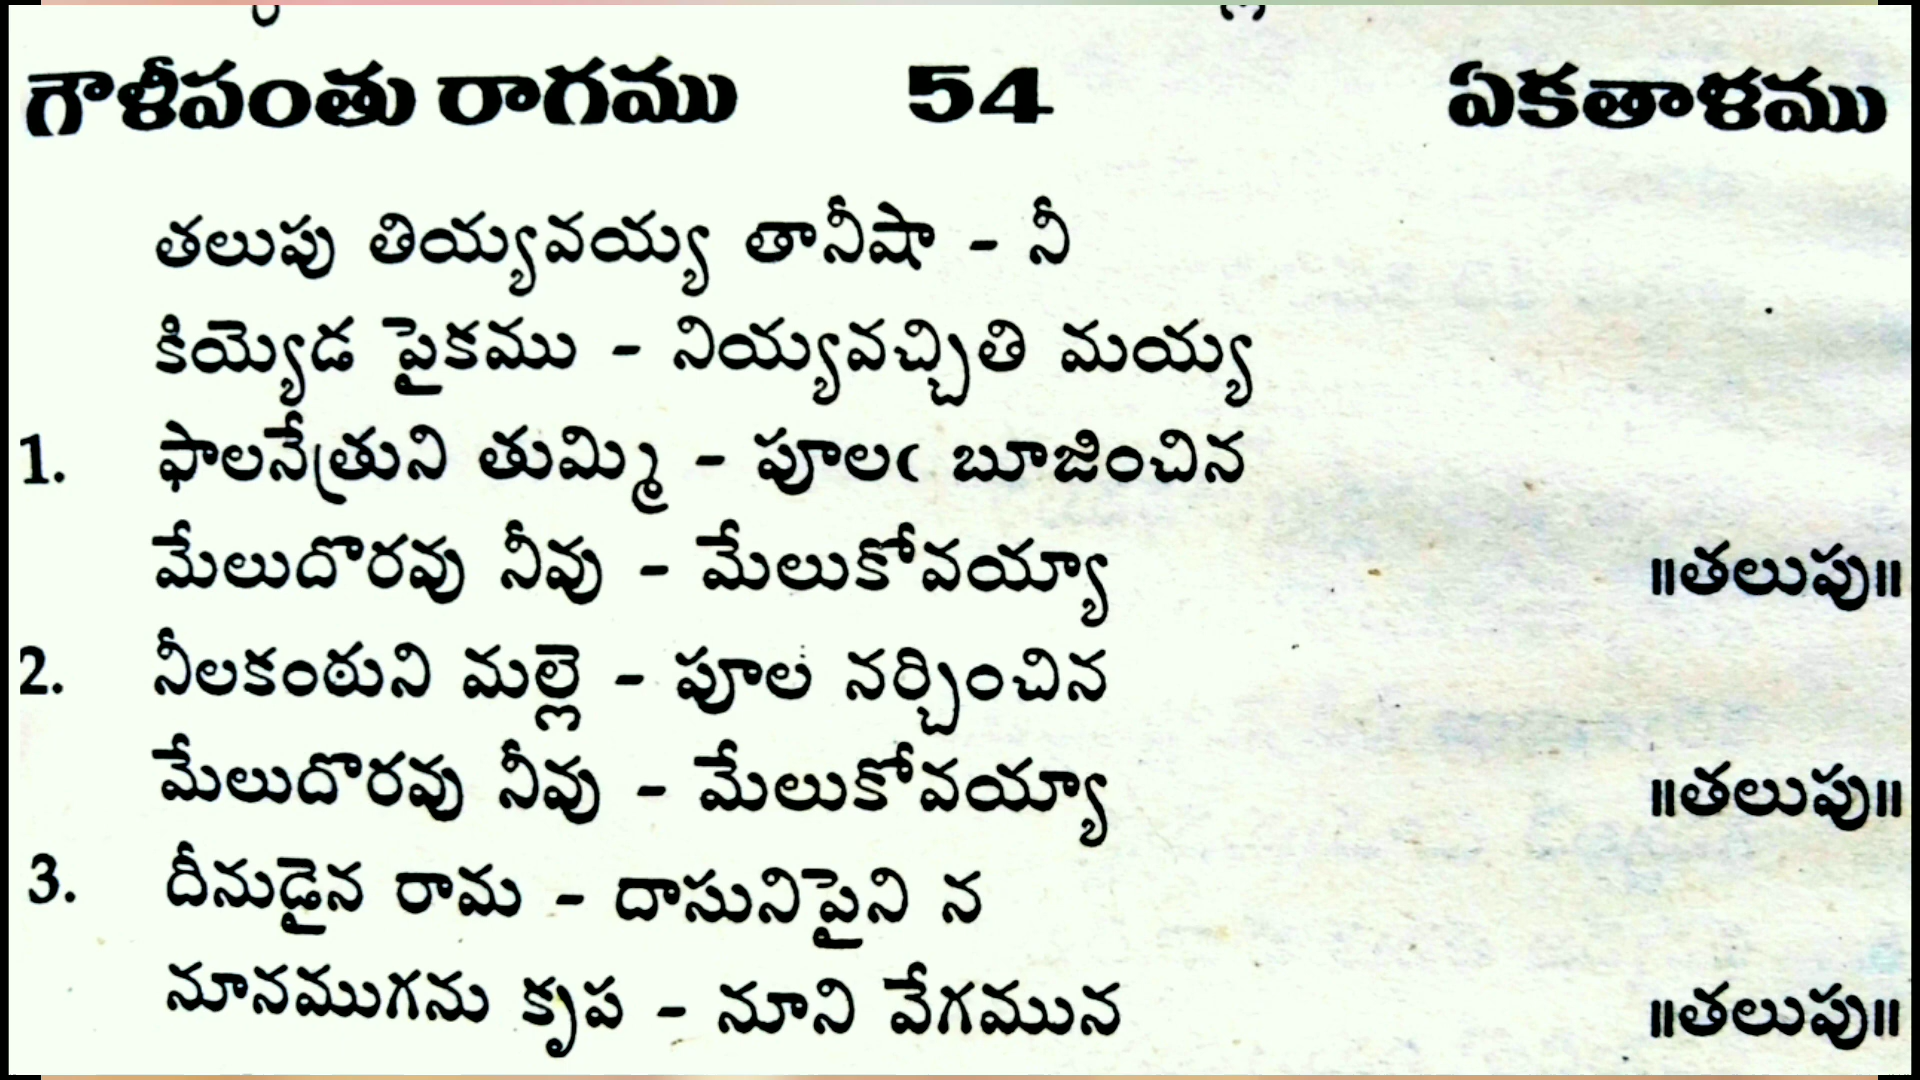 గౌళీపంతు రాగము 54 ఏకతాళము
తలుపు తియ్యవయ్య తానీషా - నీ
కియ్యెడ పైకము - నియ్యవచ్చితి మయ్య
1. ఫాలనేత్రుని తుమ్మి - పూలఁ బూజించిన
మేలుదొరవు నీవు - మేలుకోవయ్యా ॥తలుపు॥
2. నీలకంఠుని మల్లె - పూల నర్చించిన
మేలుదొరవు నీవు - మేలుకోవయ్యా ॥తలుపు॥
3. దీనుడైన రామ - దాసునిపైని న
నూనముగను కృప - నూని వేగమున ॥తలుపు॥